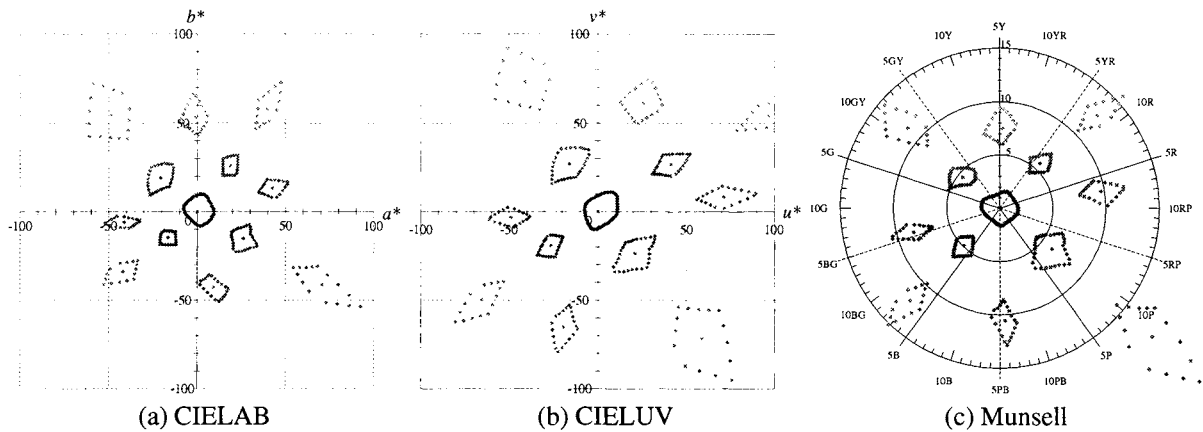 b*
100
50
-100
-50
0
a*
50
100
-50
-100
(a) CIELAB
v*
100
50
-100
-50
0
u*
50
100
-50
-100
(b) CIELUV
5Y
10Y
10YR
15
5GY
5YR
10GY
10
10R
5G
5
5R
10G
10RP
5BG
5RP
10BG
10P
5B
5P
10B
10PB
5PB
(c) Munsell